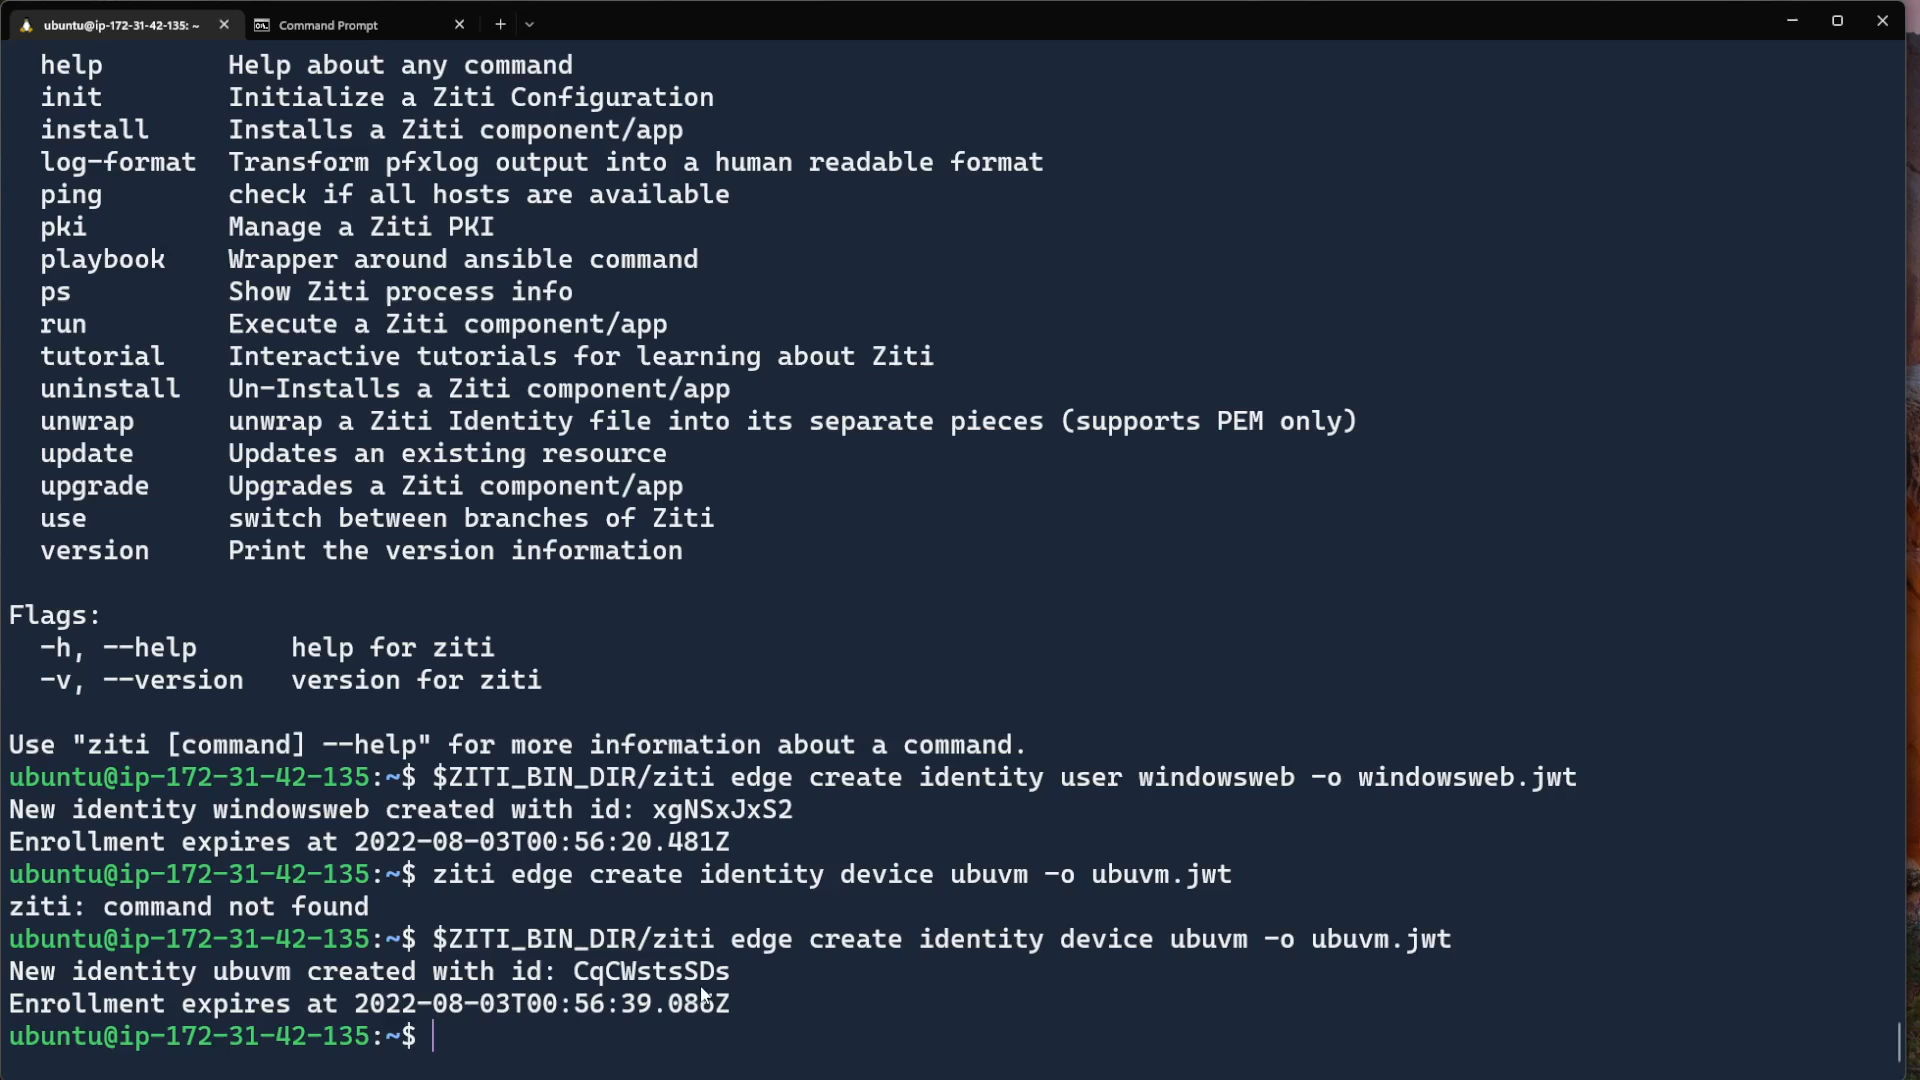 ubuntu@ip-172-31-42-135: ~
Command Prompt
help Help about any command
init Initialize a Ziti Configuration
install Installs a Ziti component/app
log-format Transform pfxlog output into a human readable format
ping check if all hosts are available
pki Manage a Ziti PKI
playbook Wrapper around ansible command
ps Show Ziti process info
run Execute a Ziti component/app
tutorial Interactive tutorials for learning about Ziti
uninstall Un-Installs a Ziti component/app
unwrap unwrap a Ziti Identity file into its separate pieces (supports PEM only)
update Updates an existing resource
upgrade Upgrades a Ziti component/app
use switch between branches of Ziti
version Print the version information
Flags:
-h, --help help for ziti
-v, --version version for ziti
Use "ziti [command] --help" for more information about a command.
ubuntu@ip-172-31-42-135:~$ $ZITI_BIN_DIR/ziti edge create identity user windowsweb -o windowsweb.jwt
New identity windowsweb created with id: xgNSxJxS2
Enrollment expires at 2022-08-03T00:56:20.481Z
ubuntu@ip-172-31-42-135:~$ ziti edge create identity device ubuvm -o ubuvm.jwt
ziti: command not found
ubuntu@ip-172-31-42-135:~$ $ZITI_BIN_DIR/ziti edge create identity device ubuvm -o ubuvm.jwt
New identity ubuvm created with id: CqCWstsSDs
Enrollment expires at
ubuntu@ip-172-31-42-135:~$